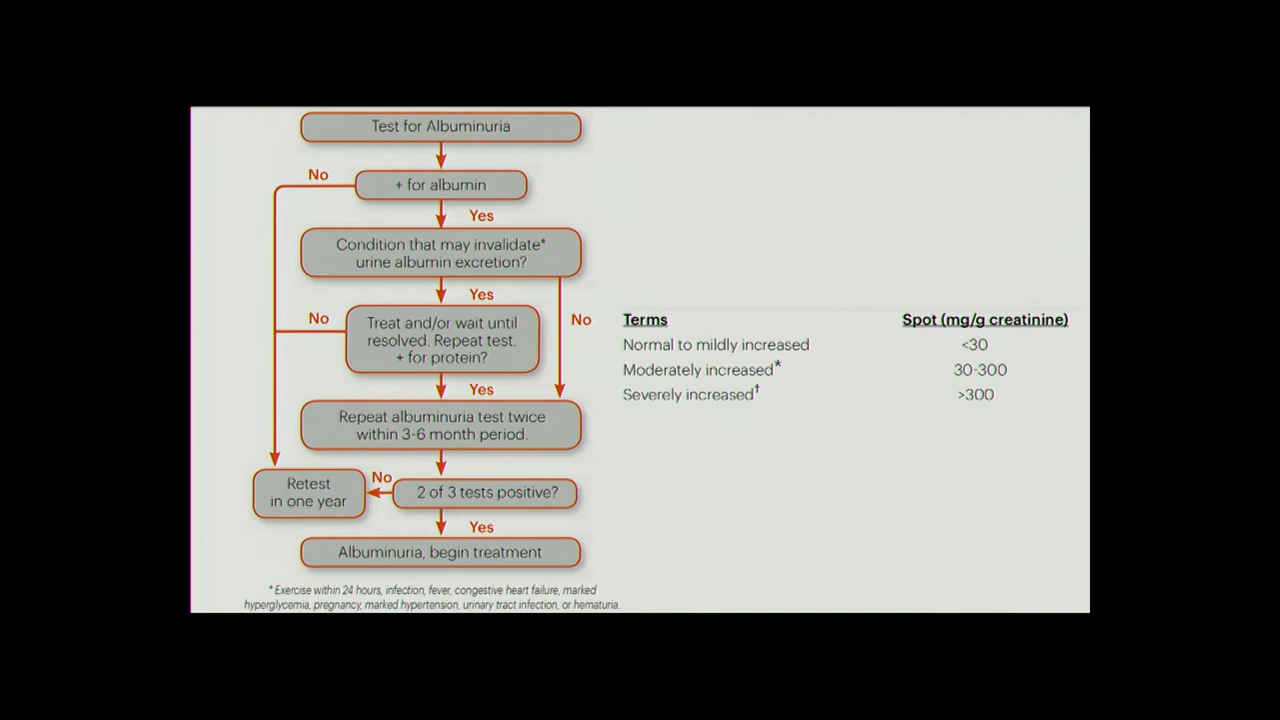 Test for Albuminuria
No
+ for albumin
Yes
Condition that may invalidate*
urine albumin excretion?
Yes
No
Treat and/or wait until
resolved. Repeat test.
+ for protein?
No
Yes
Repeat albuminuria test twice
within 3-6 month period.
Retest
in one year
No
2 of 3 tests positive?
Yes
Albuminuria, begin treatment
* Exercise within 24 hours, infection, fever, congestive heart failure, marked
hyperglycemia, pregnancy, marked hypertension, urinary tract infection, or hematuria.
Terms Spot (mg/g creatinine)
Normal to mildly increased <30
Moderately increased* 30-300
Severely increased† >300